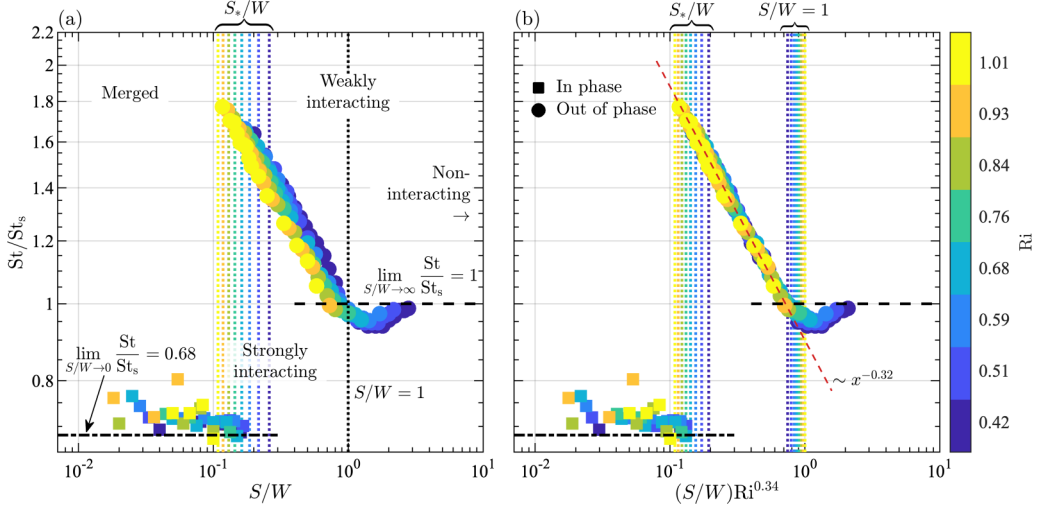 (a)
S*/W
(b)
S*/W
S/W = 1
2.2
2
1.8
1.6
1.4
1.2
1
0.8
St/St_s
Merged
Weakly
interacting
Non-
interacting
→
lim S/W→∞ St/St_s = 1
lim S/W→0 St/St_s = 0.68
Strongly
interacting
S/W = 1
10^-2
10^-1
10^0
10^1
S/W
In phase
Out of phase
∼ x^-0.32
10^-2
10^-1
10^0
10^1
(S/W)Ri^0.34
1.01
0.93
0.84
0.76
0.68
0.59
0.51
0.42
Ri